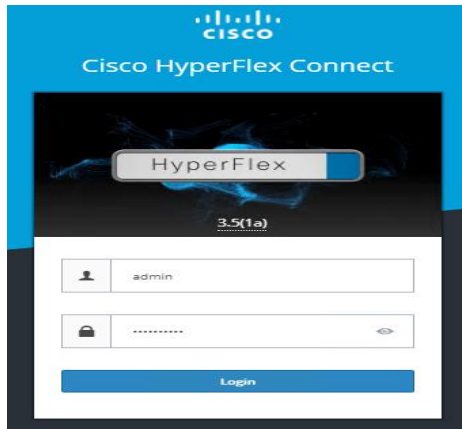 CISCO
Cisco HyperFlex Connect
HyperFlex
3.5(1a)
admin
..........
Login